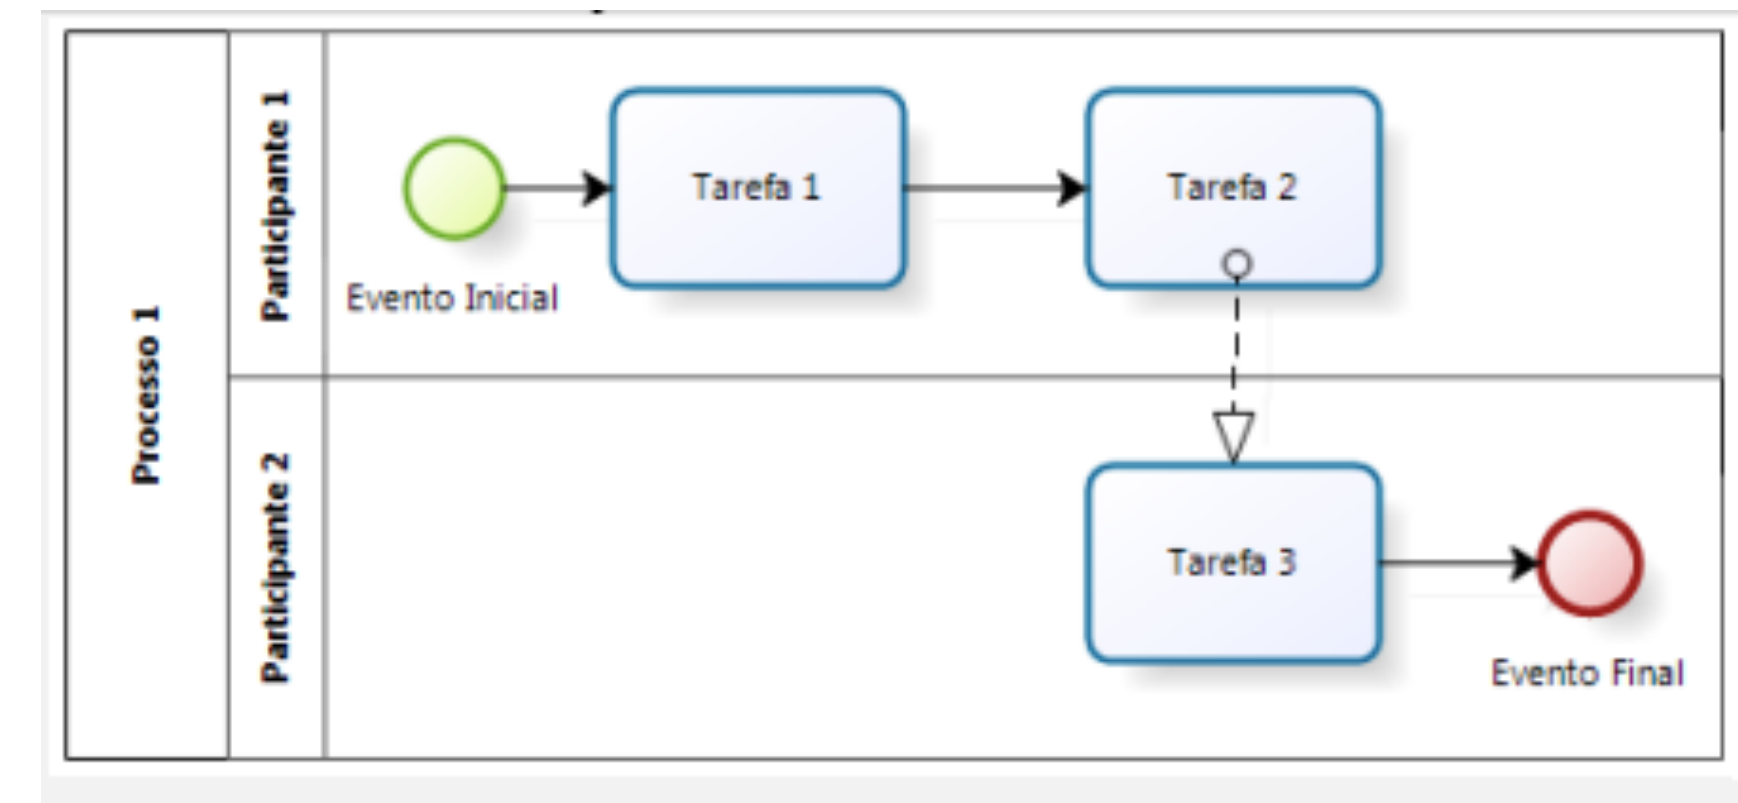 Processo 1
Participante 1
Evento Inicial
Tarefa 1
Tarefa 2
Participante 2
Tarefa 3
Evento Final